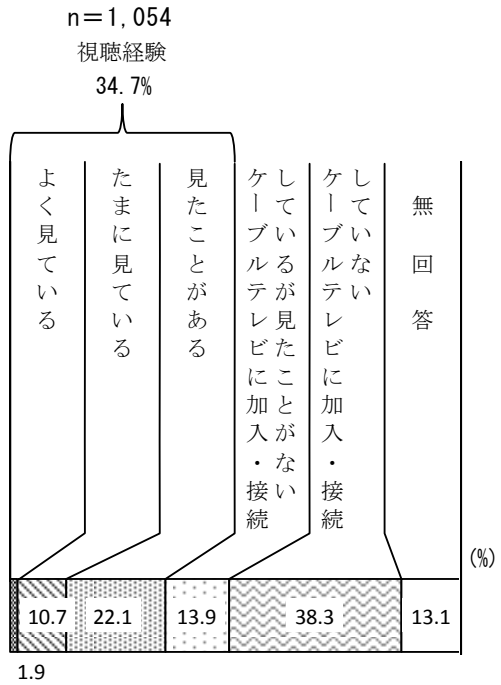 n＝1,054
視聴経験
34.7%
よく見ている
たまに見ている
見たことがある
ケーブルテレビに加入・接続
しているが見たことがない
ケーブルテレビに加入・接続
していない
無回答
(%)
10.7
22.1
13.9
38.3
13.1
1.9